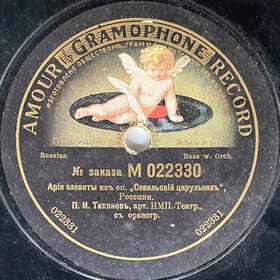 AMOUR GRAMOPHONE RECORD
ИЗГОТОВЛЕНО ОБЩЕСТВОМЪ ГРАММО
ПИШУЩІЙ АМУРЪ
Russian Bass w. Orch.
№ заказа M 022330
Арія клеветы изъ оп. „Севильскій цирульникъ",
Россини.
П. И. Тихоновъ, арт. ИМП. Театр.,
съ оркестр.
022331 022331